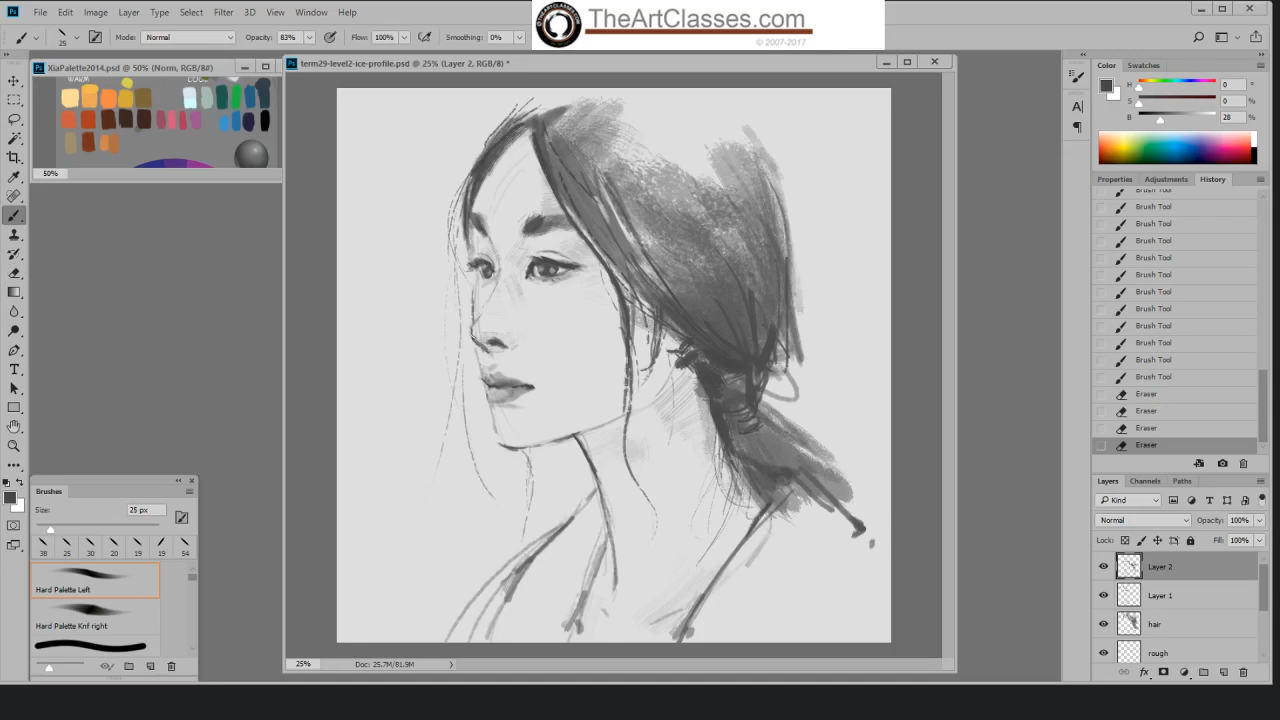 File Edit Image Layer Type Select Filter 3D View Window Help
TheArtClasses.com
© 2007-2017
25 Mode: Normal Opacity: 83% Flow: 100% Smoothing: 0%
XiaPalette2014.psd @ 50% (Norm, RGB/8#)
WARM
50%
term29-level2-ice-profile.psd @ 25% (Layer 2, RGB/8) *
25% Doc: 25.7M/81.9M
Brushes
Size: 25 px
38 25 30 20 19 19 54
Hard Palette Left
Hard Palette Knf right
Color Swatches
H 0 °
S 0 %
B 28 %
Properties Adjustments History
Brush Tool
Brush Tool
Brush Tool
Brush Tool
Brush Tool
Brush Tool
Brush Tool
Brush Tool
Brush Tool
Brush Tool
Brush Tool
Brush Tool
Eraser
Eraser
Eraser
Eraser
Layers Channels Paths
Kind
Normal Opacity: 100%
Lock: Fill: 100%
Layer 2
Layer 1
hair
rough